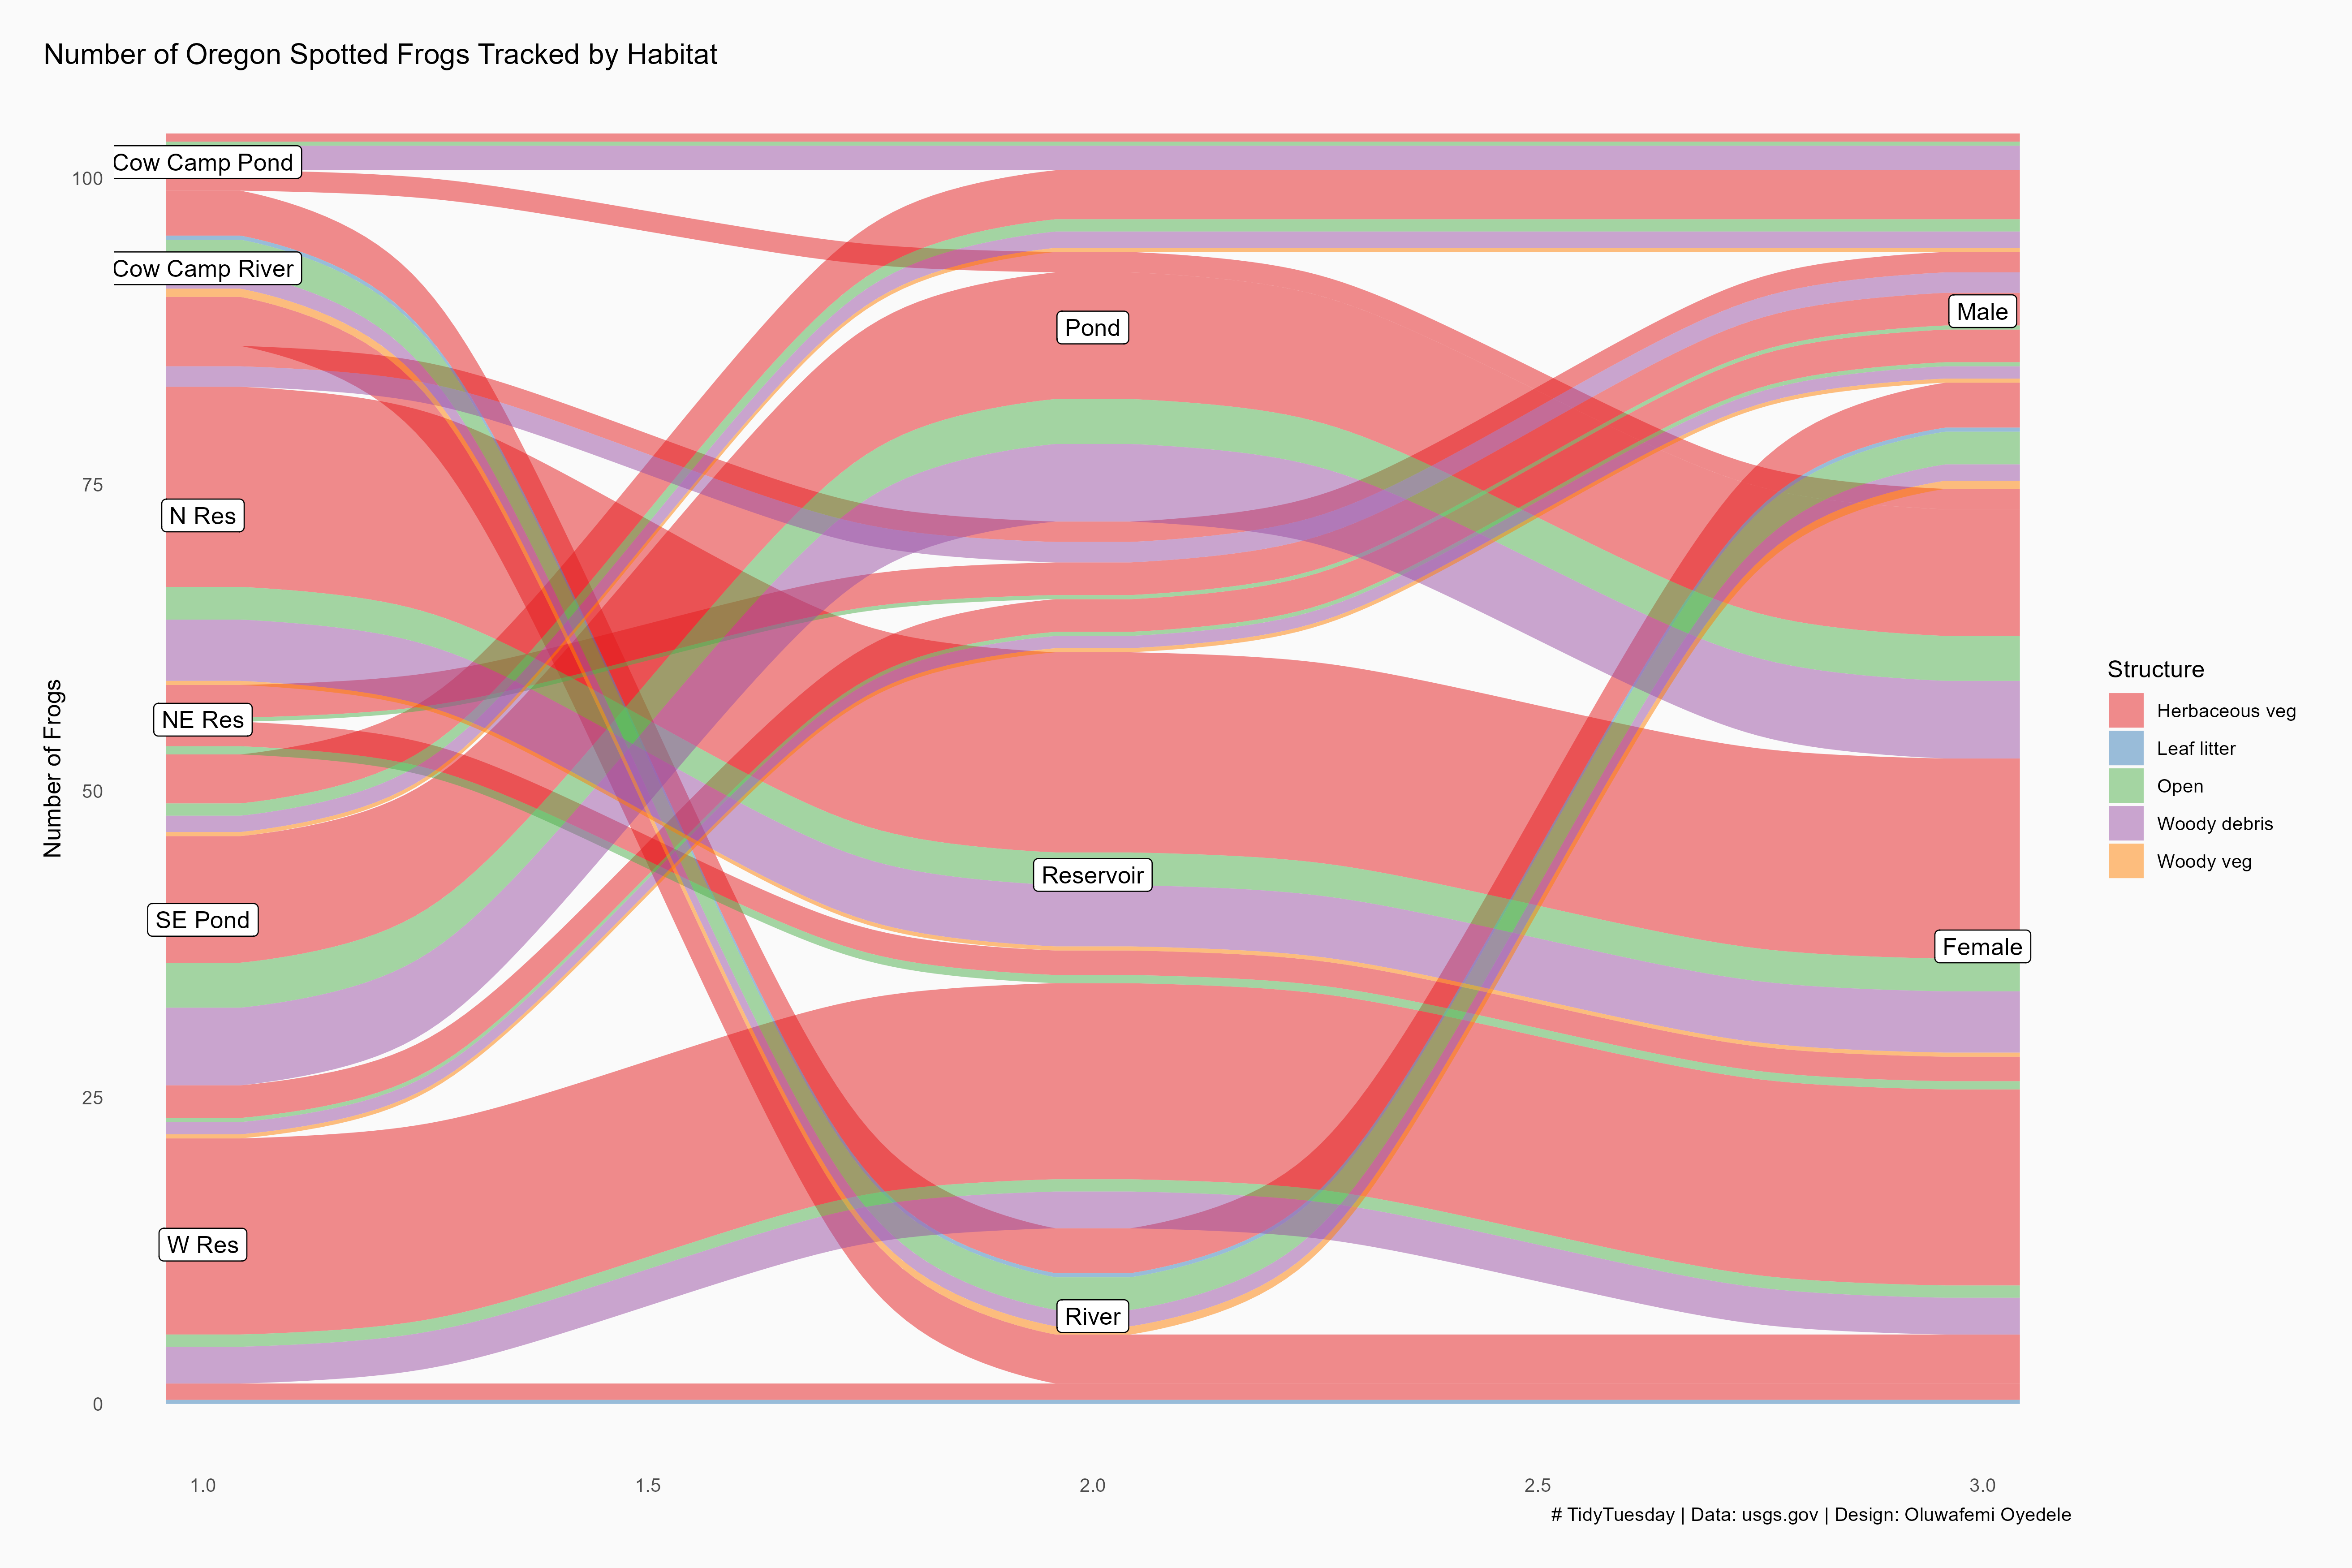 Number of Oregon Spotted Frogs Tracked by Habitat
Number of Frogs
100
75
50
25
0
Cow Camp Pond
Cow Camp River
N Res
NE Res
SE Pond
W Res
Pond
Reservoir
River
Male
Female
Structure
Herbaceous veg
Leaf litter
Open
Woody debris
Woody veg
1.0 1.5 2.0 2.5 3.0
# TidyTuesday | Data: usgs.gov | Design: Oluwafemi Oyedele